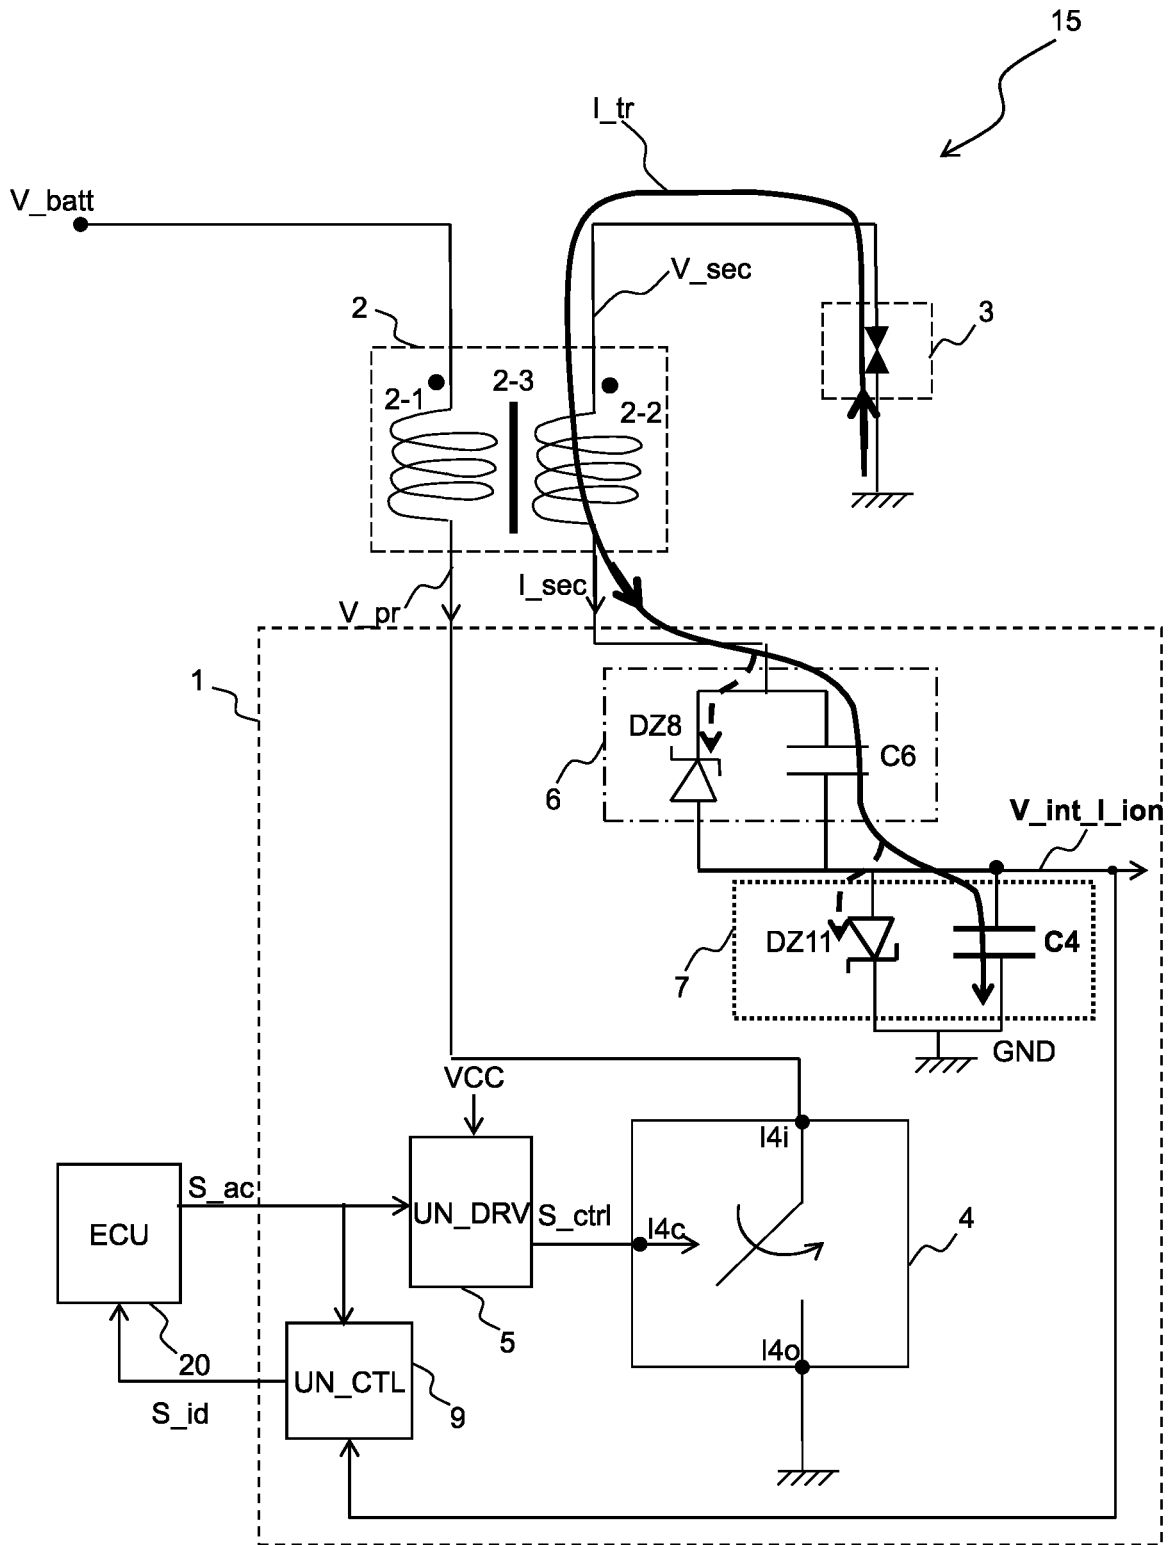 15
I_tr
V_batt
V_sec
2
3
2-1
2-3
2-2
I_sec
V_pr
1
DZ8
C6
6
V_int_I_ion
DZ11
C4
7
GND
VCC
I4i
S_ac
UN_DRV
S_ctrl
I4c
4
ECU
5
I4o
20
UN_CTL
9
S_id